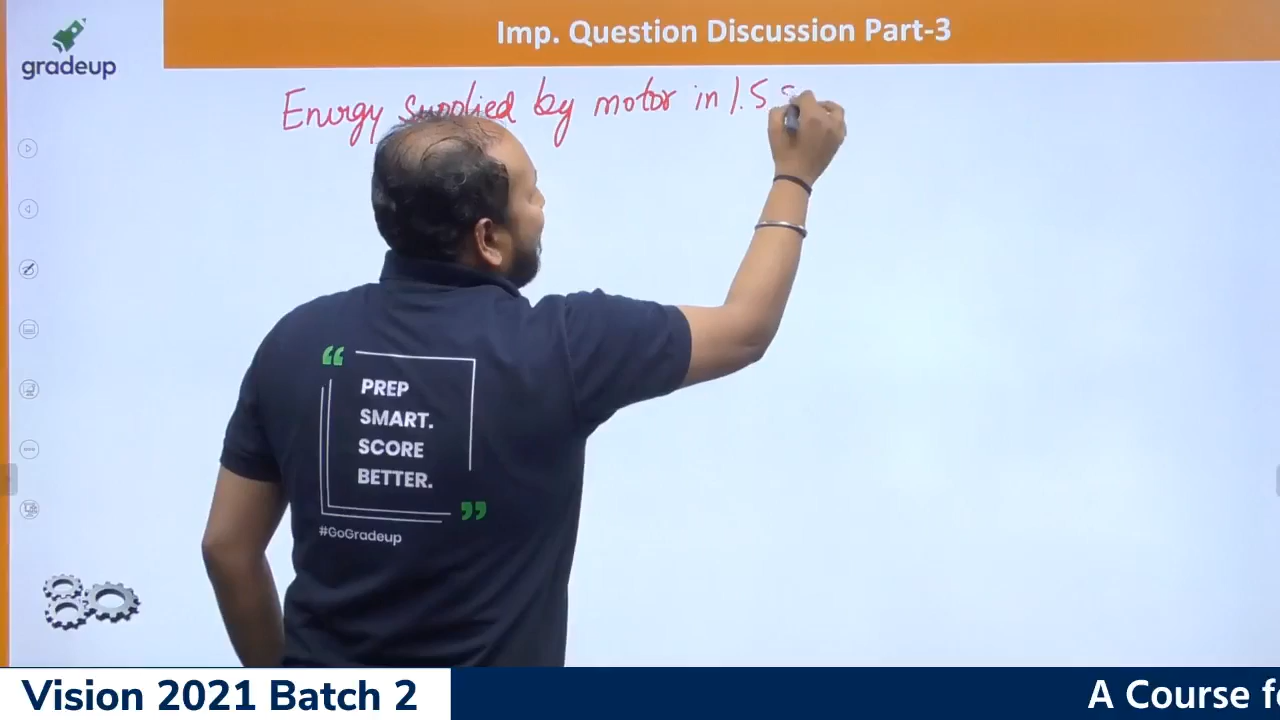 Imp. Question Discussion Part-3
gradeup
Energy supplied by motor in 1.5 s
“
PREP
SMART.
SCORE
BETTER.
”
#GoGradeup
Vision 2021 Batch 2
A Course fo